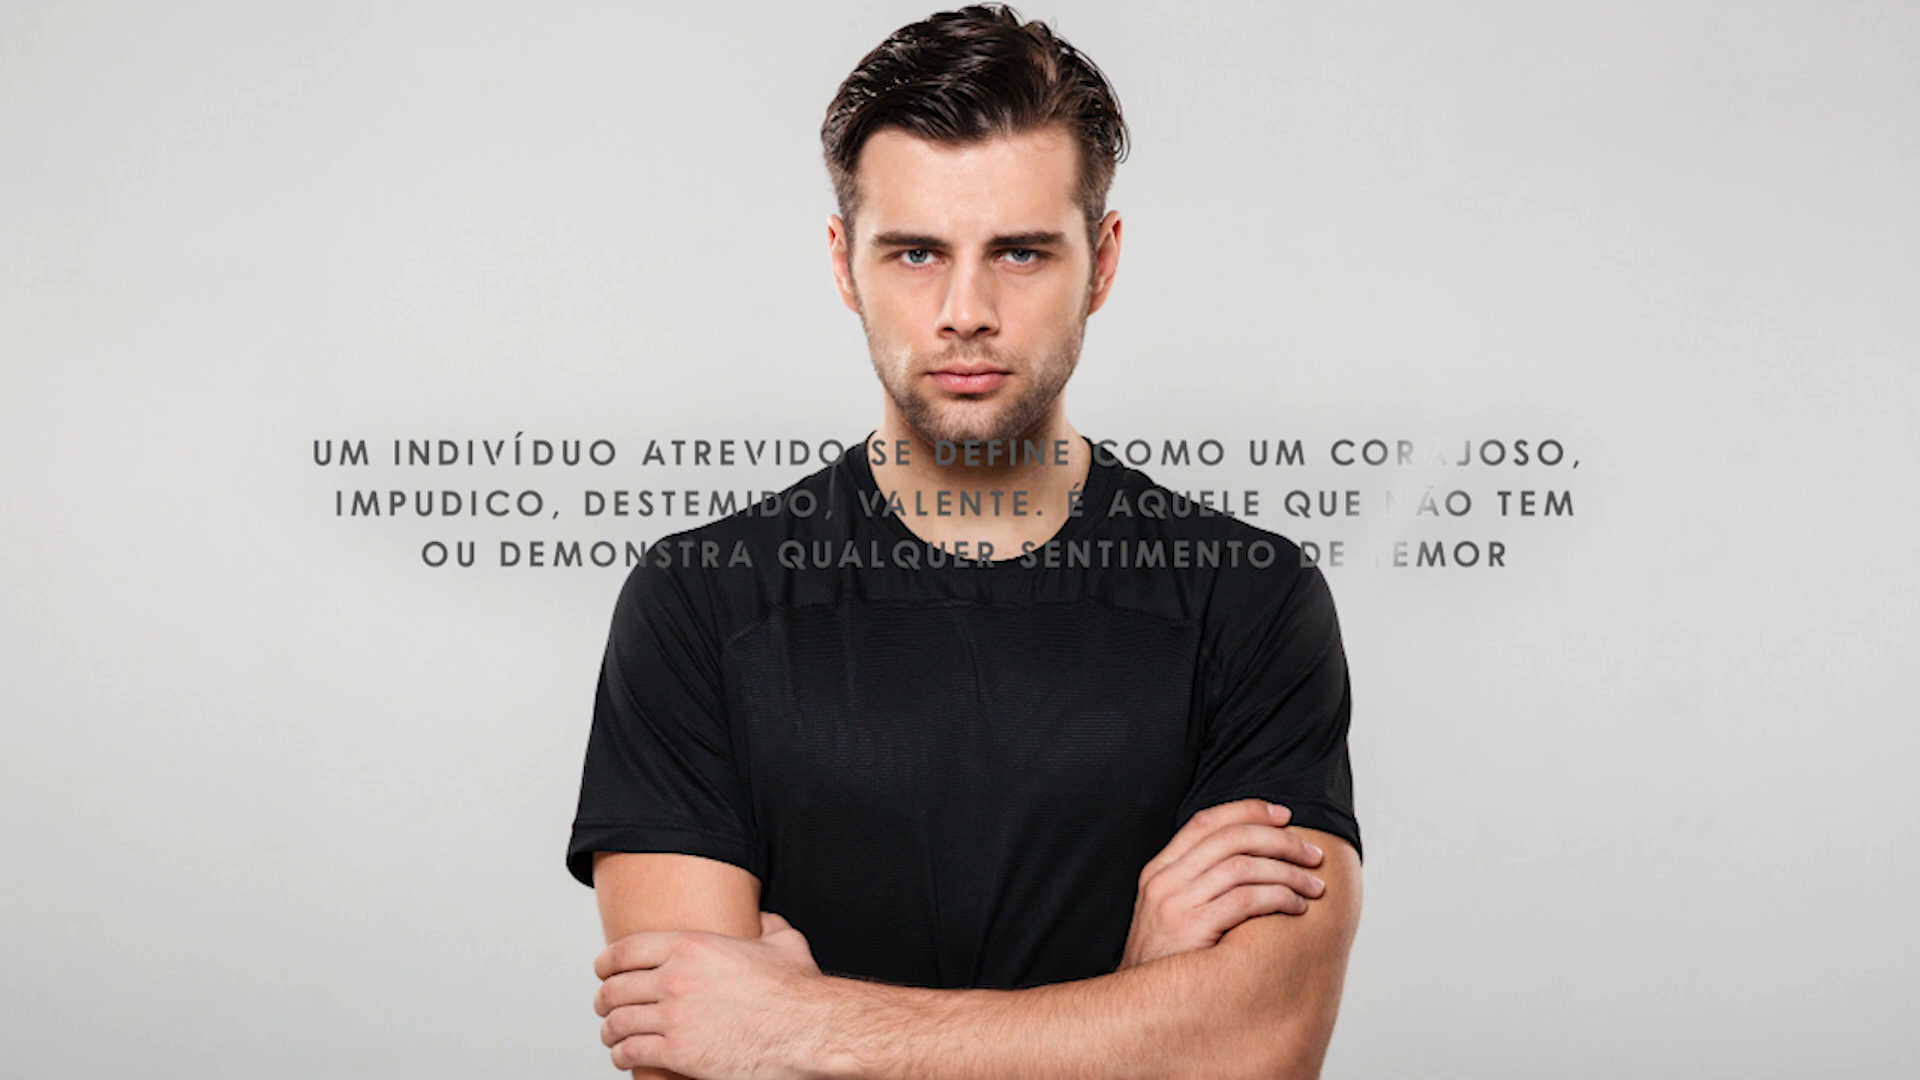 UM INDIVÍDUO ATREVIDO SE DEFINE COMO UM CORAJOSO,
IMPUDICO, DESTEMIDO, VALENTE. É AQUELE QUE NÃO TEM
OU DEMONSTRA QUALQUER SENTIMENTO DE TEMOR